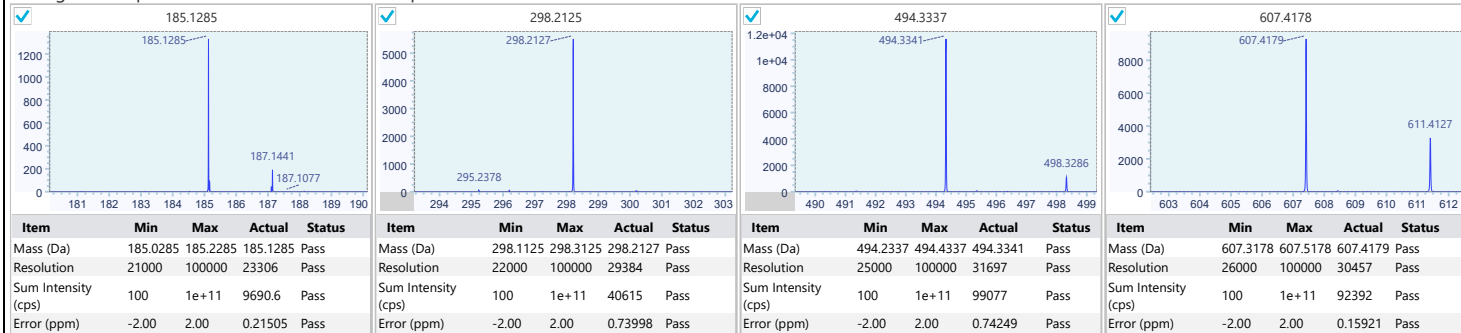 185.1285
1200
1000
800
600
400
200
0
185.1285
187.1441
187.1077
181 182 183 184 185 186 187 188 189 190
Item Min Max Actual Status
Mass (Da) 185.0285 185.2285 185.1285 Pass
Resolution 21000 100000 23306 Pass
Sum Intensity (cps) 100 1e+11 9690.6 Pass
Error (ppm) -2.00 2.00 0.21505 Pass
298.2125
5000
4000
3000
2000
1000
0
298.2127
295.2378
294 295 296 297 298 299 300 301 302 303
Item Min Max Actual Status
Mass (Da) 298.1125 298.3125 298.2127 Pass
Resolution 22000 100000 29384 Pass
Sum Intensity (cps) 100 1e+11 40615 Pass
Error (ppm) -2.00 2.00 0.73998 Pass
494.3337
1.2e+04
1e+04
8000
6000
4000
2000
0
494.3341
498.3286
490 491 492 493 494 495 496 497 498 499
Item Min Max Actual Status
Mass (Da) 494.2337 494.4337 494.3341 Pass
Resolution 25000 100000 31697 Pass
Sum Intensity (cps) 100 1e+11 99077 Pass
Error (ppm) -2.00 2.00 0.74249 Pass
607.4178
8000
6000
4000
2000
0
607.4179
611.4127
603 604 605 606 607 608 609 610 611 612
Item Min Max Actual Status
Mass (Da) 607.3178 607.5178 607.4179 Pass
Resolution 26000 100000 30457 Pass
Sum Intensity (cps) 100 1e+11 92392 Pass
Error (ppm) -2.00 2.00 0.15921 Pass